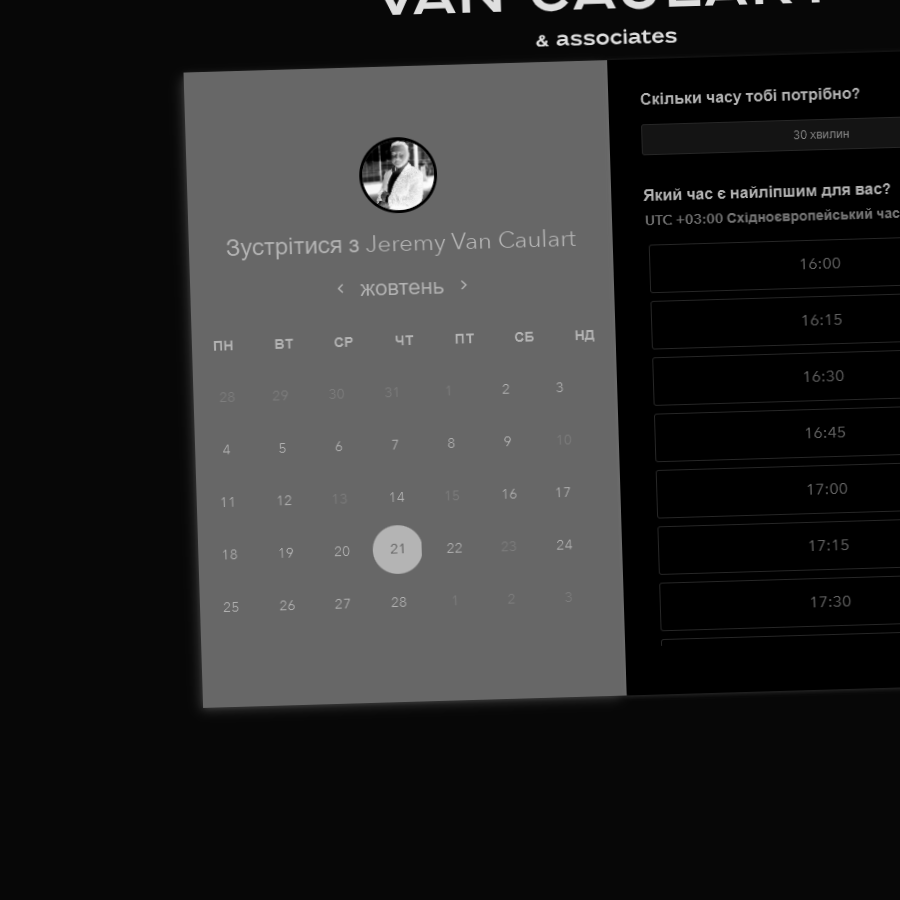 VAN CAULART
& associates
Зустрітися з Jeremy Van Caulart
< жовтень >
ПН ВТ СР ЧТ ПТ СБ НД
28 29 30 31 1 2 3
4 5 6 7 8 9 10
11 12 13 14 15 16 17
18 19 20 21 22 23 24
25 26 27 28 1 2 3
Скільки часу тобі потрібно?
30 хвилин
Який час є найліпшим для вас?
UTC +03:00 Східноєвропейський час
16:00
16:15
16:30
16:45
17:00
17:15
17:30